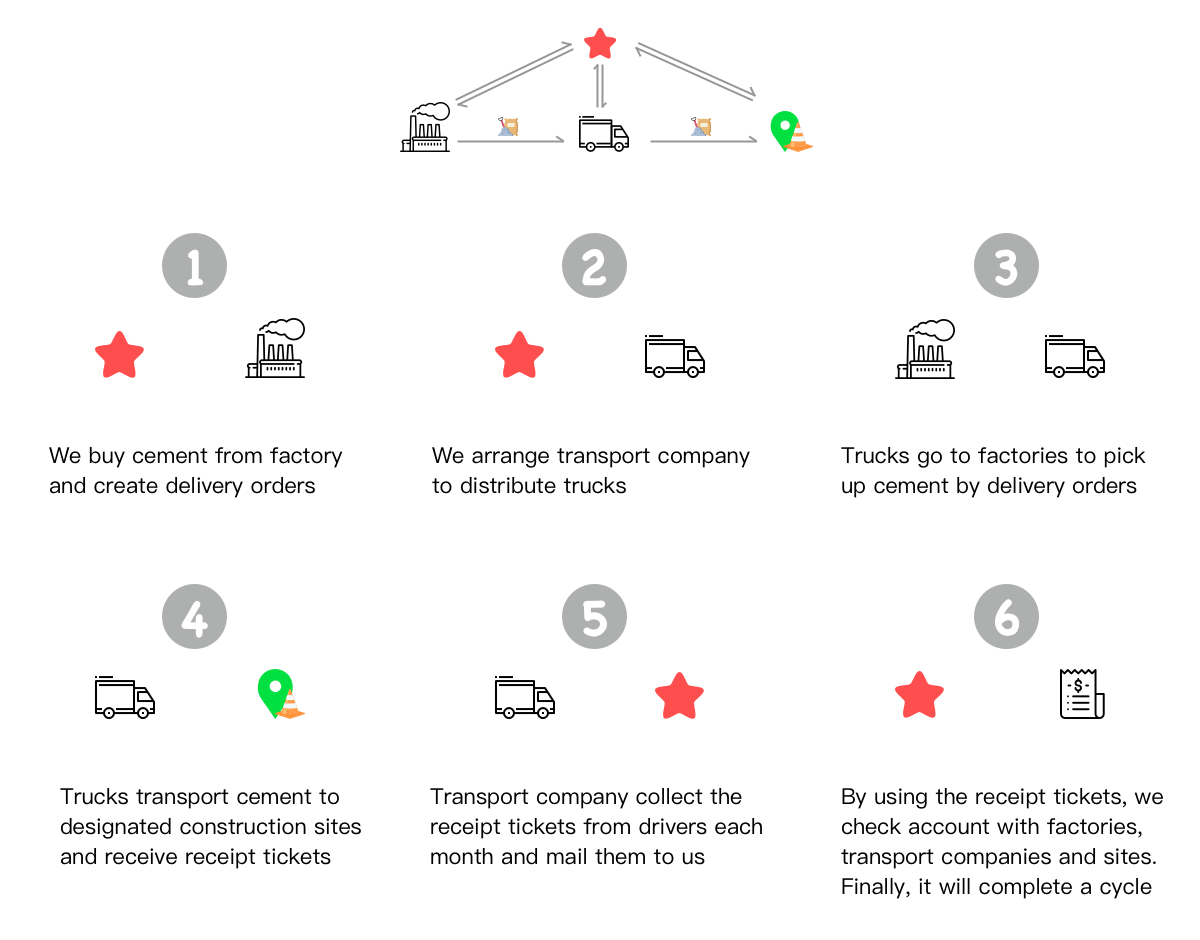 1
2
3
We buy cement from factory
and create delivery orders
We arrange transport company
to distribute trucks
Trucks go to factories to pick
up cement by delivery orders
4
5
6
$
Trucks transport cement to
designated construction sites
and receive receipt tickets
Transport company collect the
receipt tickets from drivers each
month and mail them to us
By using the receipt tickets, we
check account with factories,
transport companies and sites.
Finally, it will complete a cycle